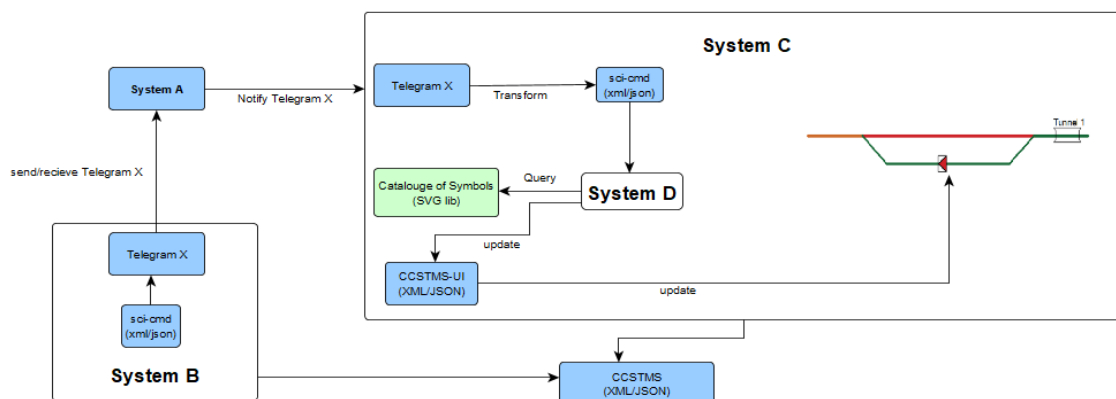 System C
System A
Notify Telegram X
Telegram X
Transform
sci-cmd
(xml/json)
Tunnel 1
send/recieve Telegram X
Catalouge of Symbols
(SVG lib)
Query
System D
update
CCSTMS-UI
(XML/JSON)
update
Telegram X
sci-cmd
(xml/json)
System B
CCSTMS
(XML/JSON)